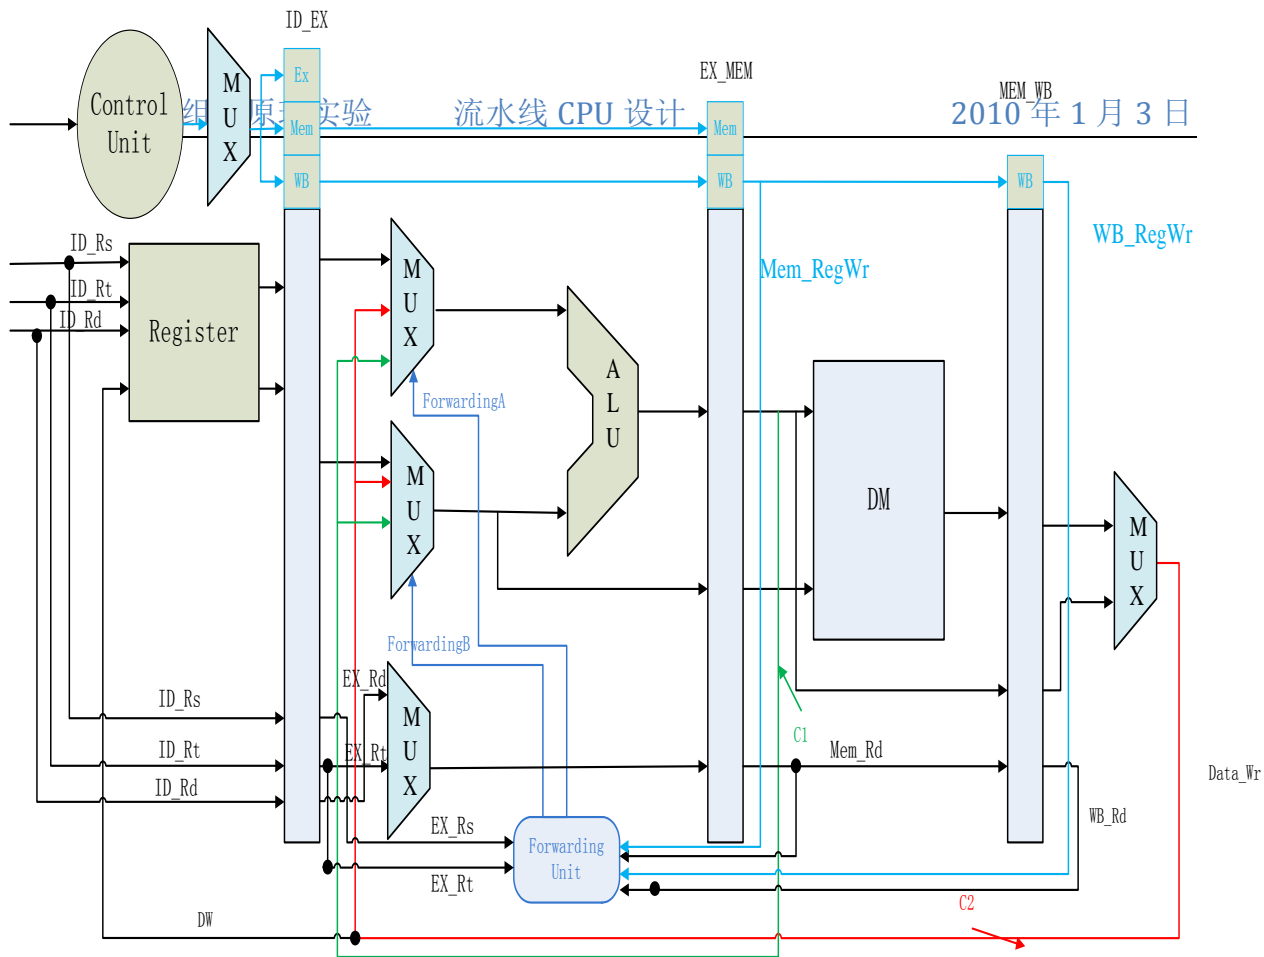 ID_EX
EX_MEM
MEM_WB
Control
Unit
M
U
X
Ex
Mem
WB
流水线 CPU 设计
2010 年 1 月 3 日
Mem
WB
WB
WB_RegWr
Mem_RegWr
ID_Rs
ID_Rt
ID_Rd
Register
M
U
X
ForwardingA
A
L
U
M
U
X
DM
M
U
X
ForwardingB
EX_Rd
EX_Rt
M
U
X
ID_Rs
ID_Rt
ID_Rd
C1
Mem_Rd
Data_Wr
WB_Rd
EX_Rs
EX_Rt
Forwarding
Unit
DW
C2